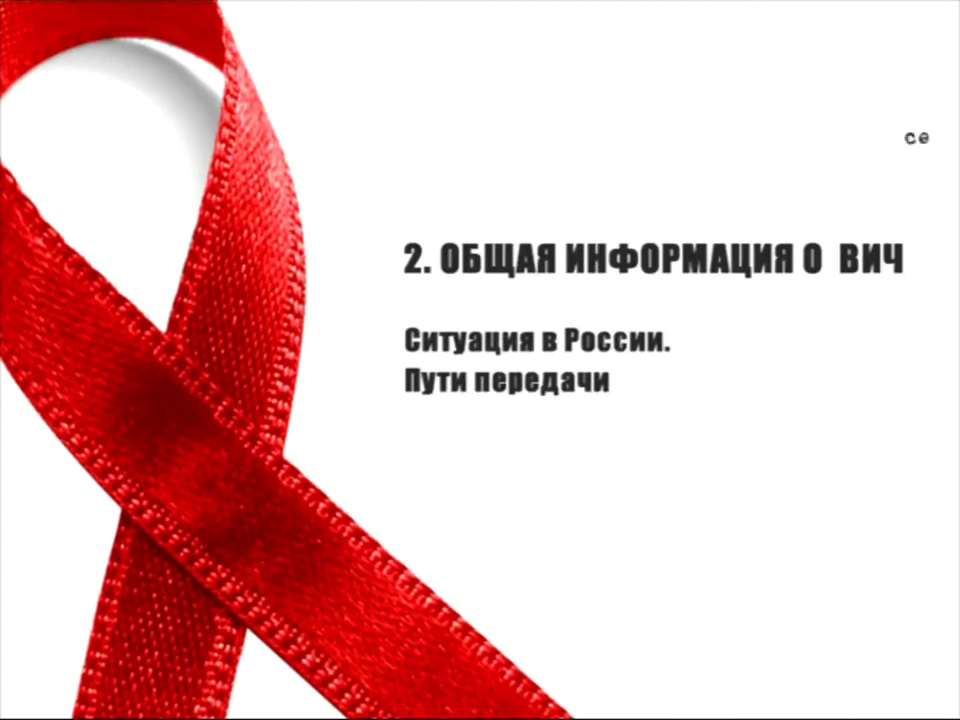 се
2. ОБЩАЯ ИНФОРМАЦИЯ О ВИЧ
Ситуация в России.
Пути передачи